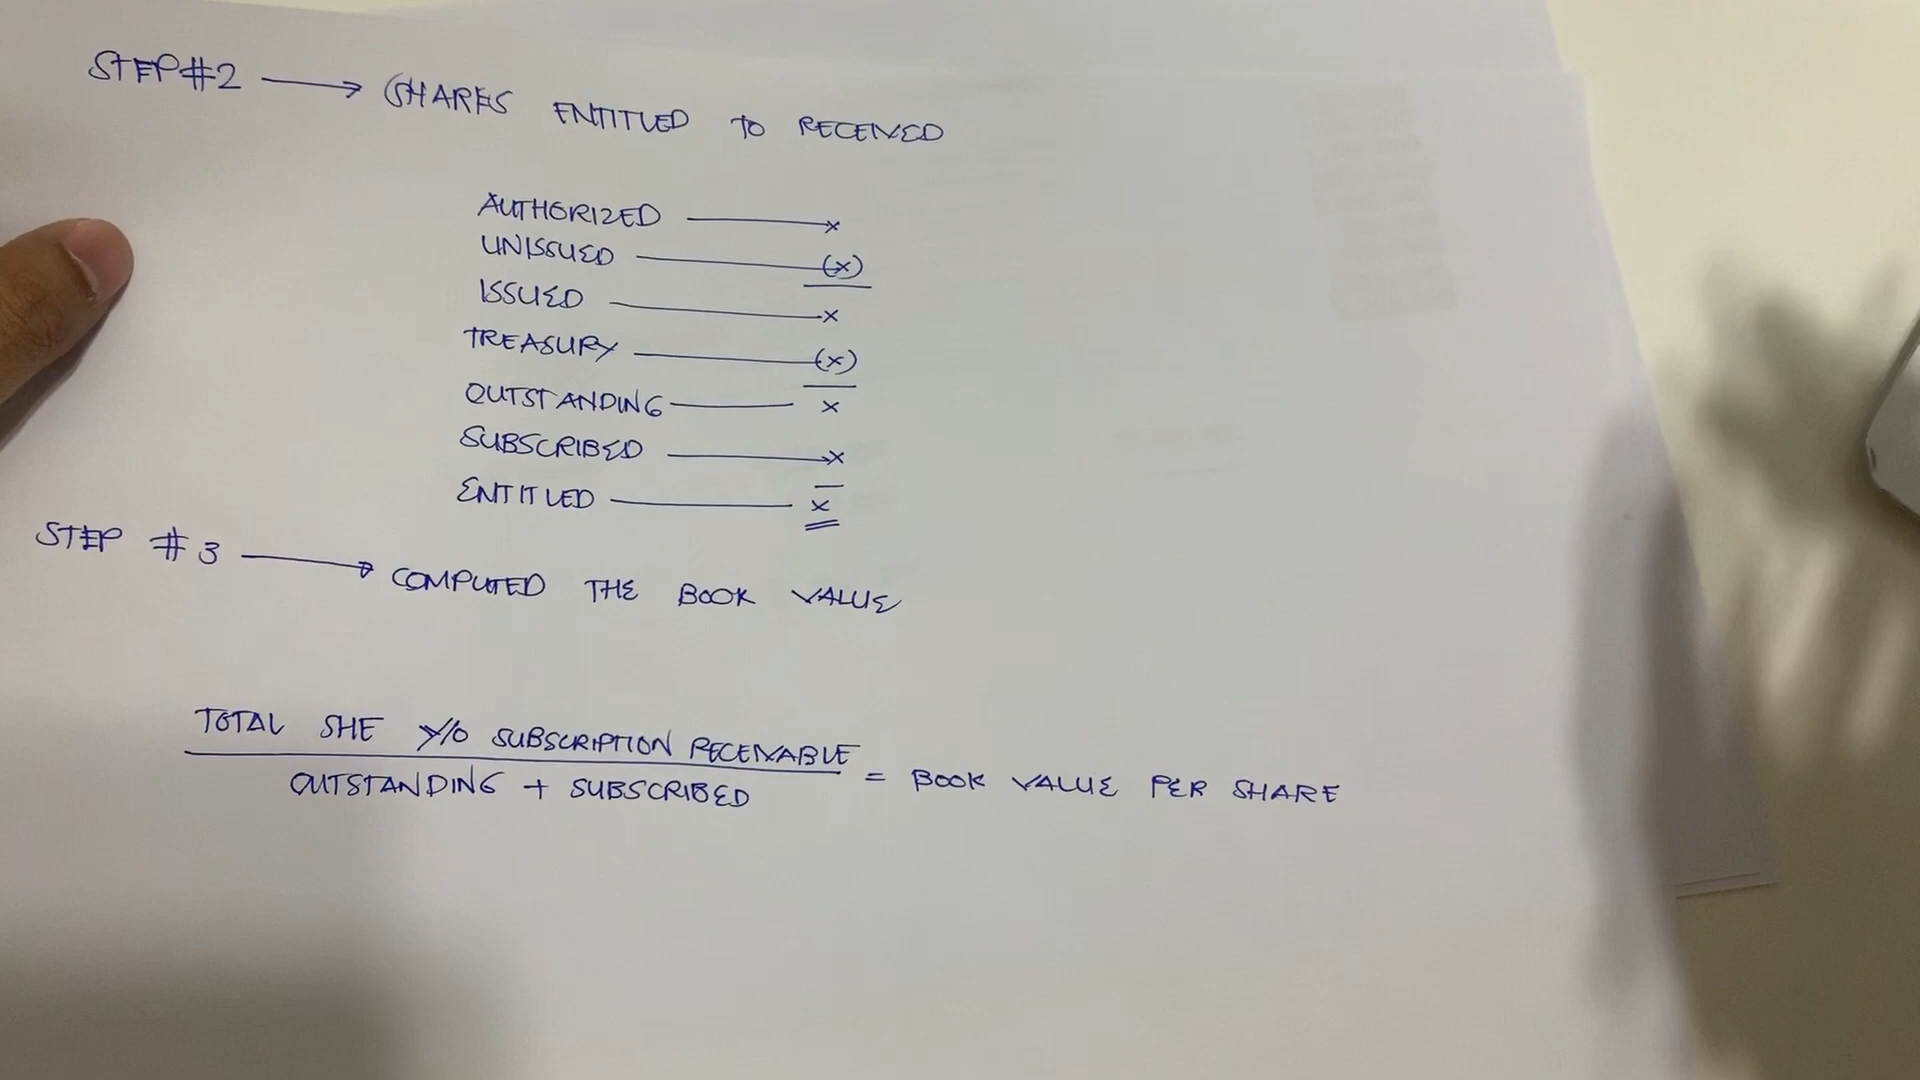 STEP #2 → SHARES ENTITLED TO RECEIVED
AUTHORIZED → x
UNISSUED — (x)
ISSUED — x
TREASURY — (x)
OUTSTANDING — x
SUBSCRIBED → x
ENTITLED — x
STEP #3 → COMPUTED THE BOOK VALUE
TOTAL SHE y/o SUBSCRIPTION RECEIVABLE
OUTSTANDING + SUBSCRIBED = BOOK VALUE PER SHARE